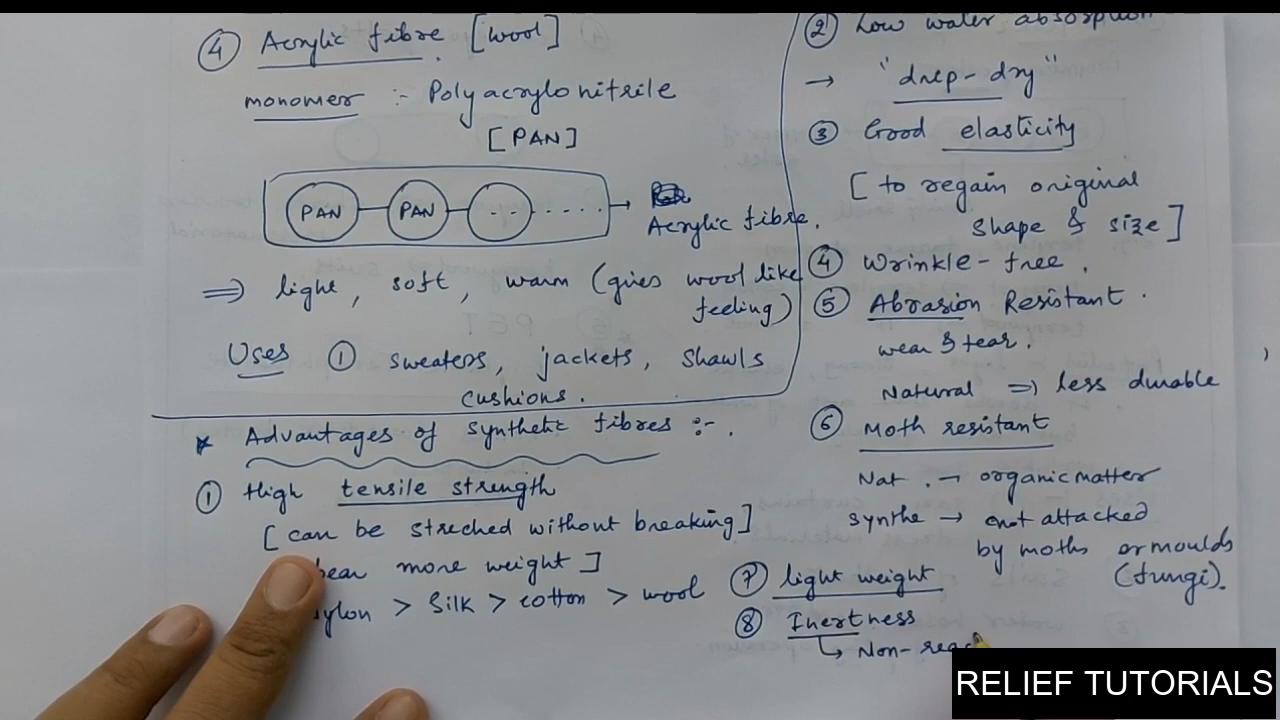 ④ Acrylic fibre [wool]
monomer :- Polyacrylonitrile
[PAN]
PAN PAN ........ →
Acrylic fibre.
⇒ light, soft, warm (gives wool like
feeling)
Uses ① sweaters, jackets, shawls
cushions.
* Advantages of synthetic fibres :-.
① High tensile strength
[can be streched without breaking]
bear more weight]
> Silk > cotton > wool
② Low water absorption
→ "drep-dry"
③ Good elasticity
[to regain original
shape & size]
④ Wrinkle-free.
⑤ Abrasion Resistant.
wear & tear.
Natural ⇒ less durable
⑥ Moth resistant
Nat. → organic matter
Synthe → not attacked
by moths or moulds
(fungi).
⑦ light weight
⑧ Inertness
↳ Non-reac
RELIEF TUTORIALS